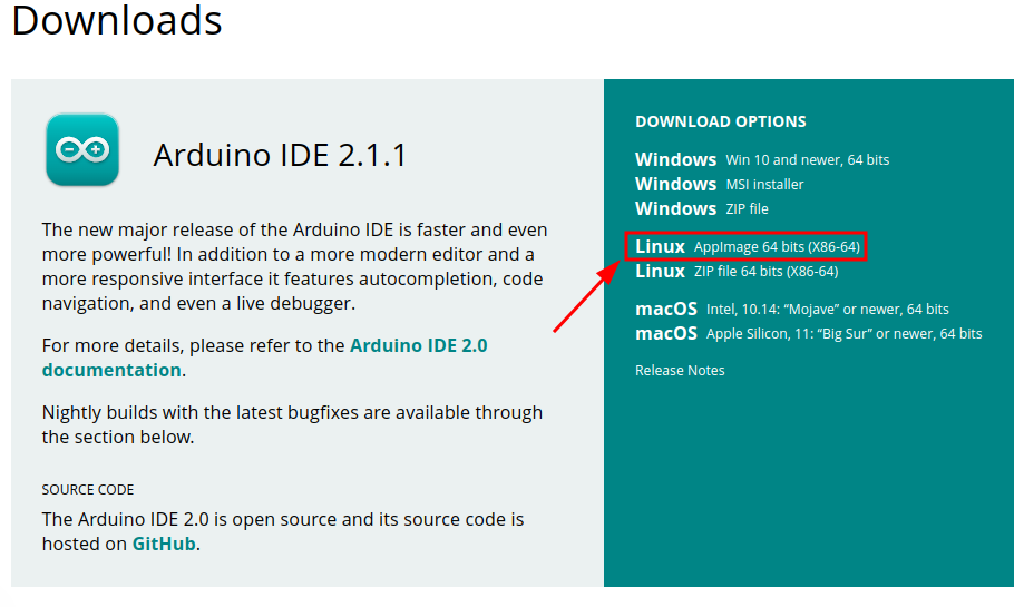 Downloads
Arduino IDE 2.1.1
The new major release of the Arduino IDE is faster and even
more powerful! In addition to a more modern editor and a
more responsive interface it features autocompletion, code
navigation, and even a live debugger.
For more details, please refer to the Arduino IDE 2.0
documentation.
Nightly builds with the latest bugfixes are available through
the section below.
SOURCE CODE
The Arduino IDE 2.0 is open source and its source code is
hosted on GitHub.
DOWNLOAD OPTIONS
Windows Win 10 and newer, 64 bits
Windows MSI installer
Windows ZIP file
Linux AppImage 64 bits (X86-64)
Linux ZIP file 64 bits (X86-64)
macOS Intel, 10.14: “Mojave” or newer, 64 bits
macOS Apple Silicon, 11: “Big Sur” or newer, 64 bits
Release Notes